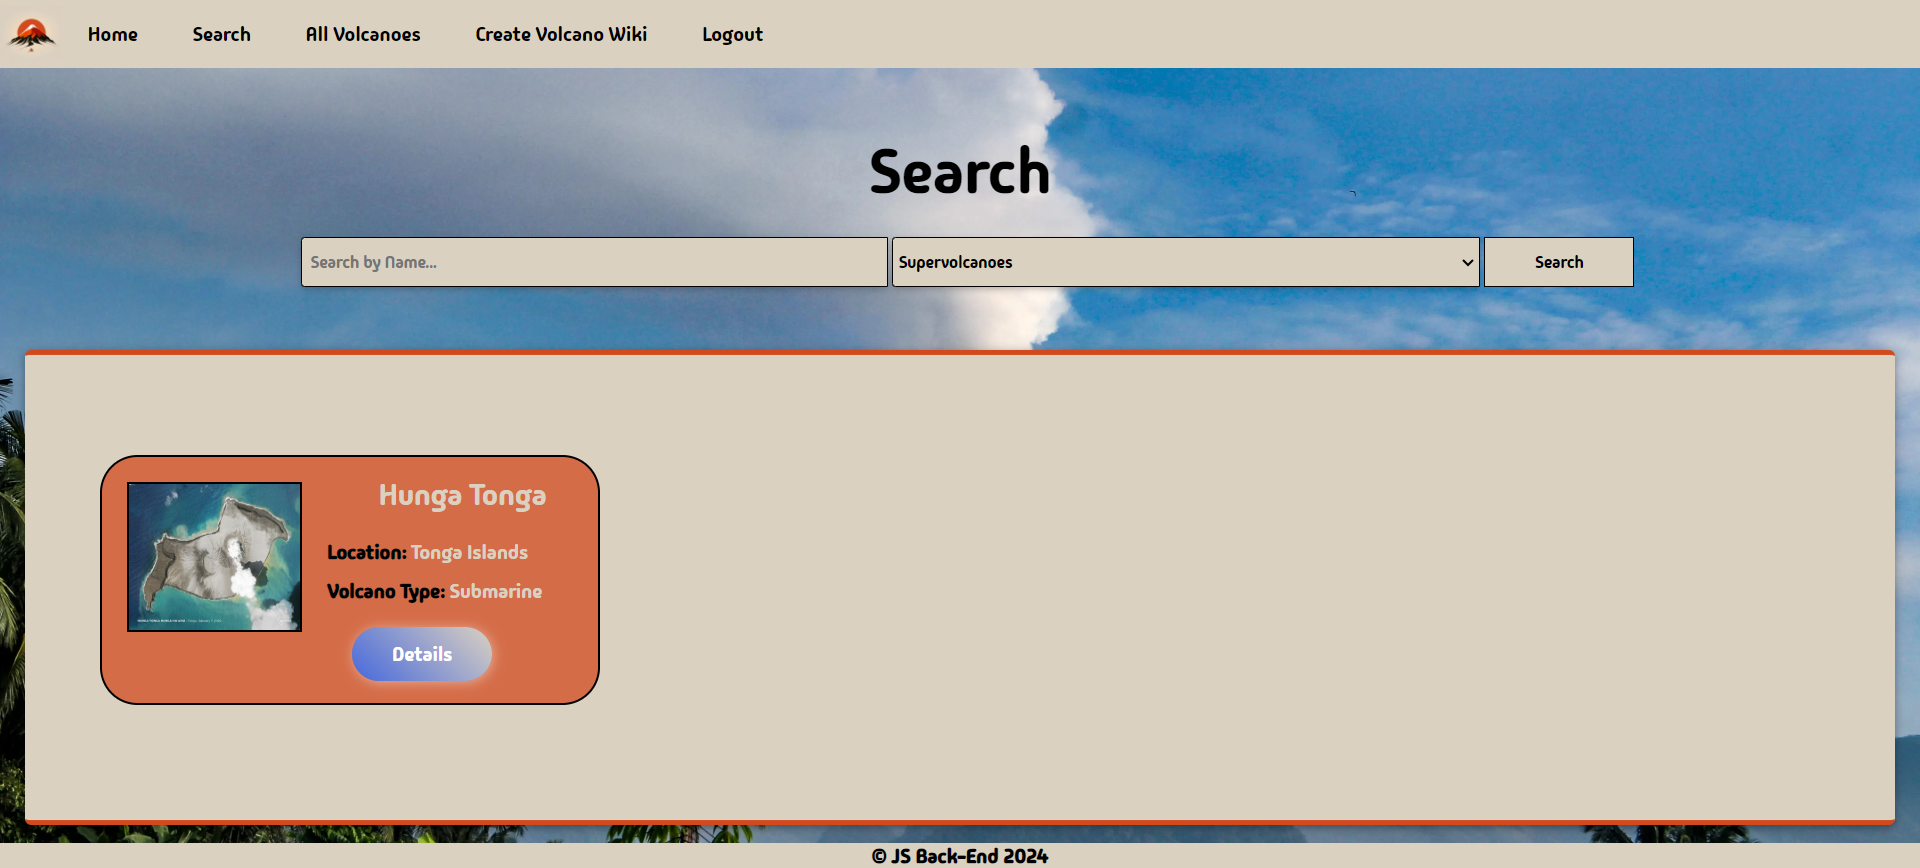 Home Search All Volcanoes Create Volcano Wiki Logout
Search
Search by Name... Supervolcanoes Search
Hunga Tonga
Location: Tonga Islands
Volcano Type: Submarine
Details
© JS Back-End 2024